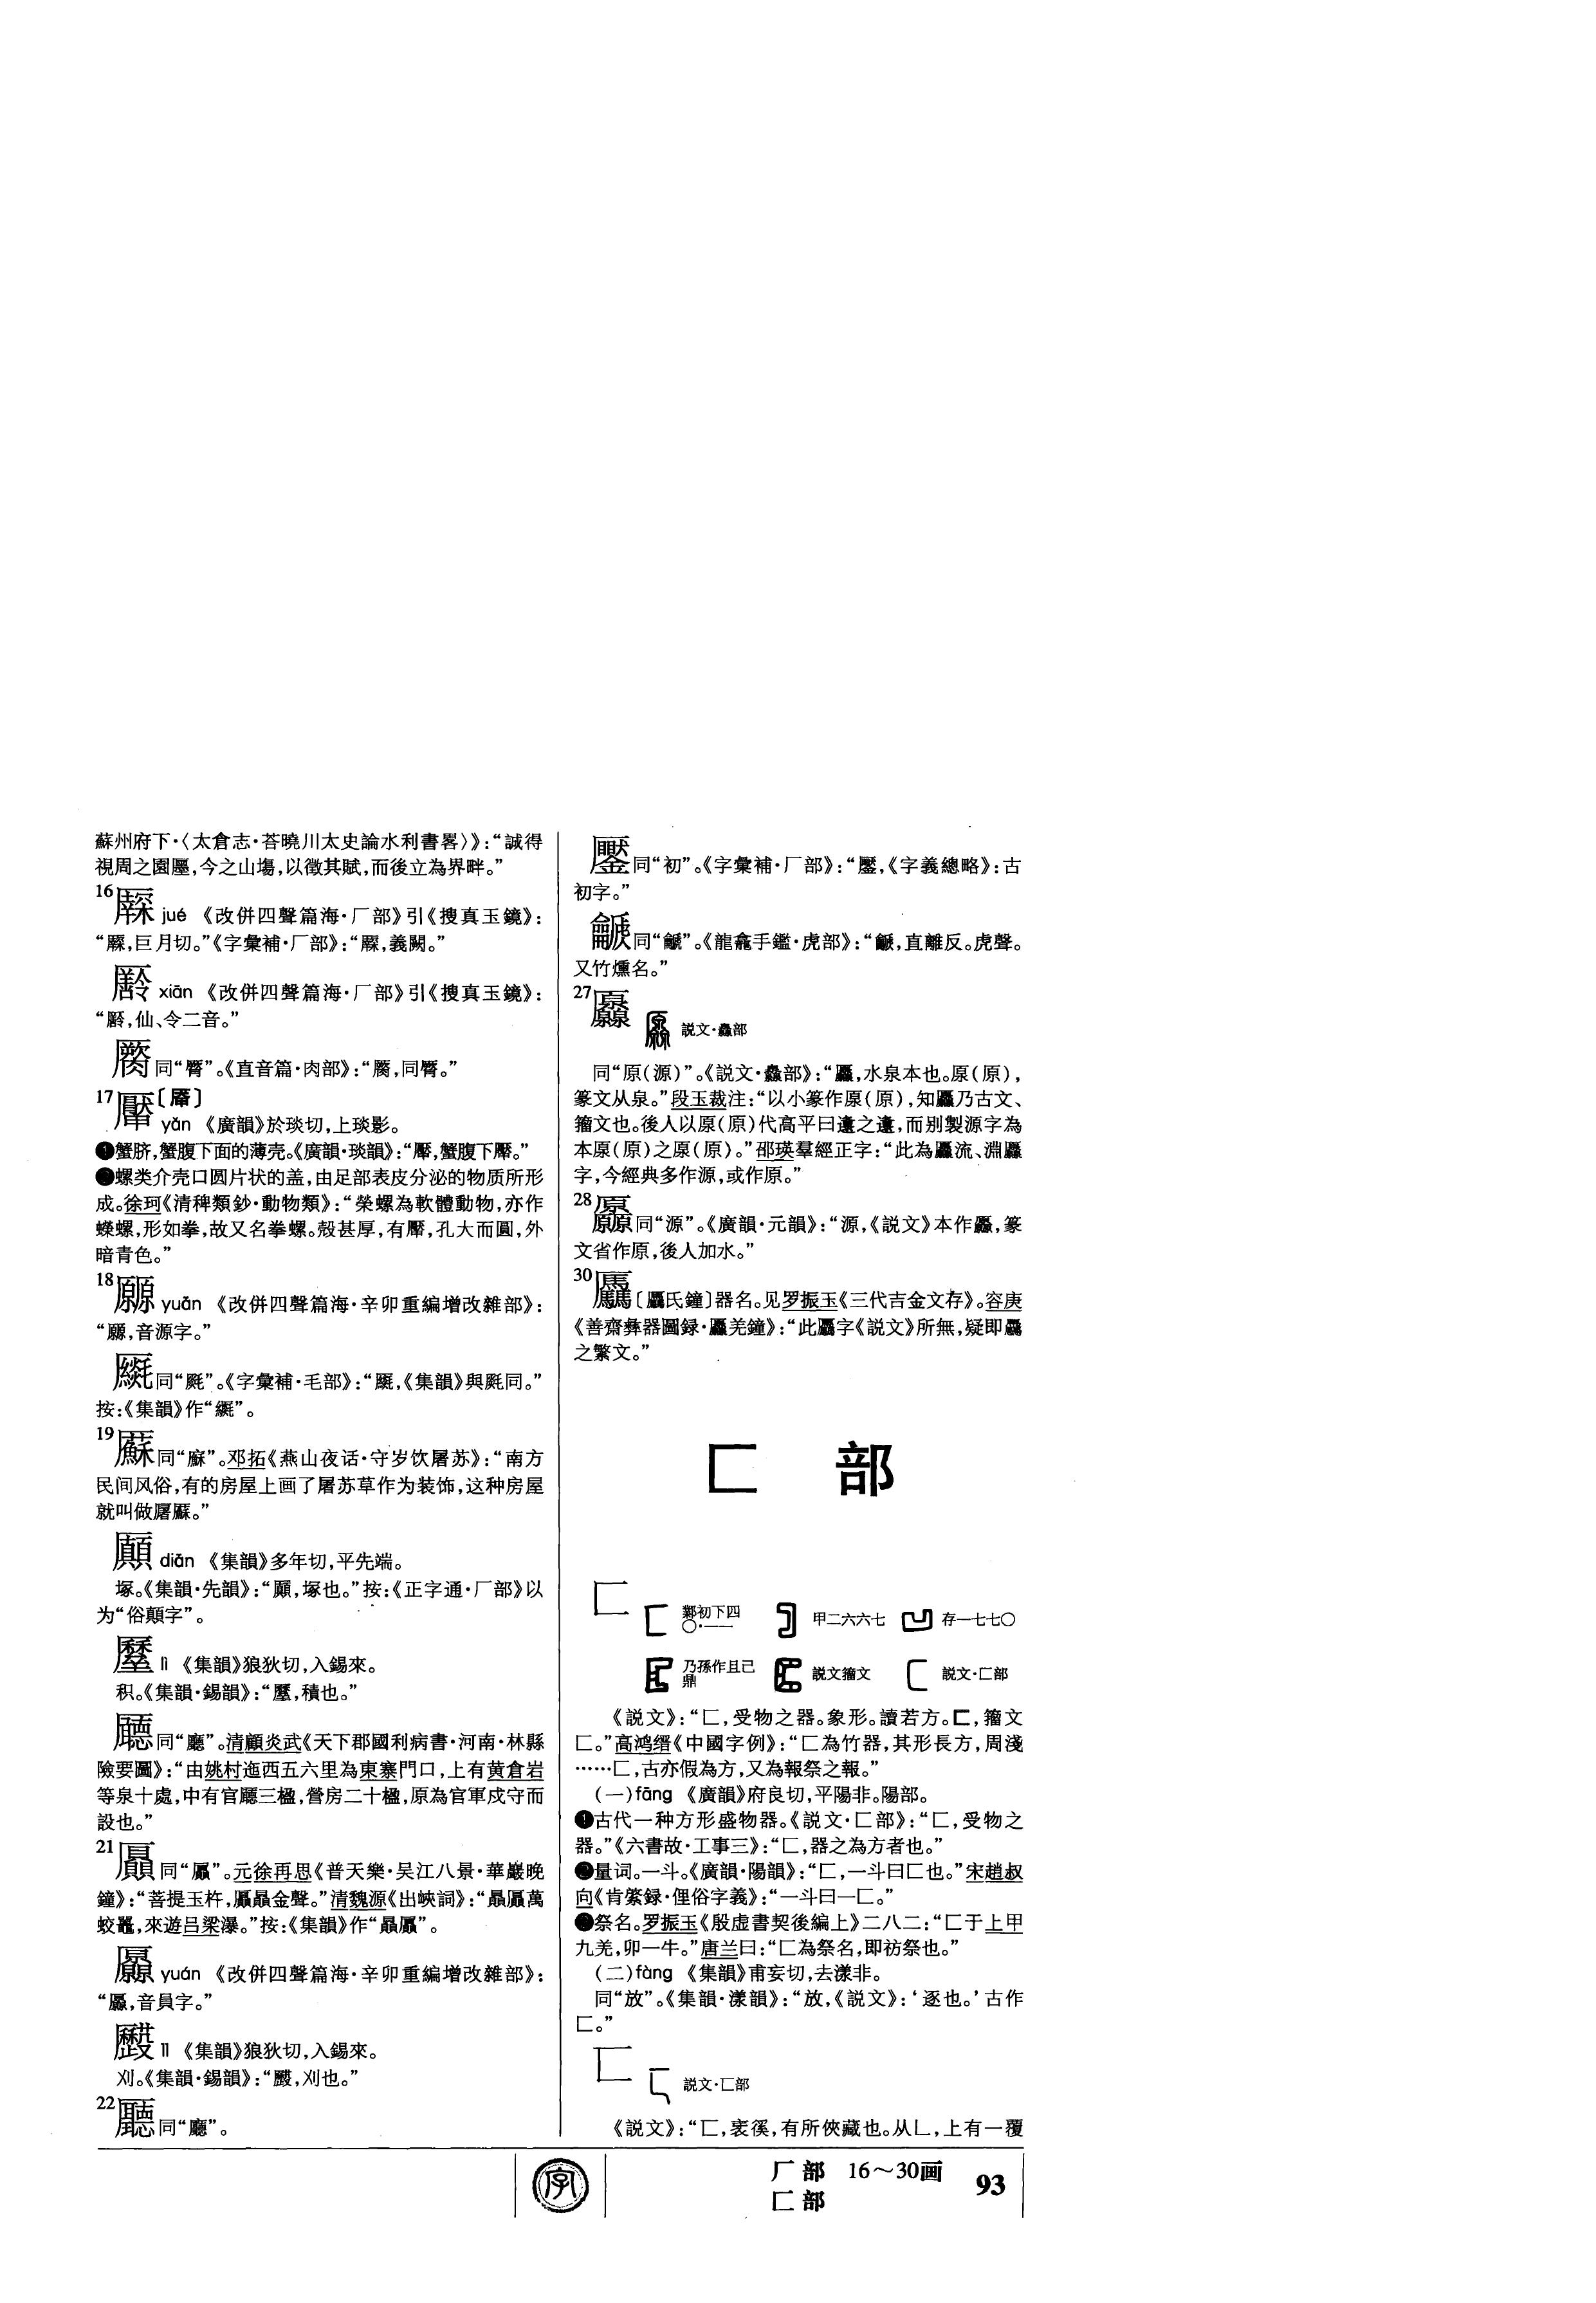 蘇州府下·〈太倉志·荅曉川太史論水利書畧〉》：“誠得
視周之園㕓，今之山塲，以徵其賦，而後立為界畔。”
16
jué 《改併四聲篇海·厂部》引《搜真玉鏡》：
“，巨月切。”《字彙補·厂部》：“，義闕。”
xiān 《改併四聲篇海·厂部》引《搜真玉鏡》：
“，仙、令二音。”
同“臀”。《直音篇·肉部》：“，同臀。”
17
yǎn 《廣韻》於琰切，上琰影。
❶蟹脐，蟹腹下面的薄壳。《廣韻·琰韻》：“，蟹腹下。”
❷螺类介壳口圆片状的盖，由足部表皮分泌的物质所形
成。徐珂《清稗類鈔·動物類》：“榮螺為軟體動物，亦作
蠑螺，形如拳，故又名拳螺。殼甚厚，有，孔大而圓，外
暗青色。”
18
yuǎn 《改併四聲篇海·辛卯重編增改雜部》：
“，音源字。”
同“”。《字彙補·毛部》：“，《集韻》與同。”
按：《集韻》作“”。
19
同“”。邓拓《燕山夜话·守岁饮屠苏》：“南方
民间风俗，有的房屋上画了屠苏草作为装饰，这种房屋
就叫做。”
diān 《集韻》多年切，平先端。
塚。《集韻·先韻》：“，塚也。”按：《正字通·厂部》以
为“俗顛字”。
lì 《集韻》狼狄切，入錫來。
积。《集韻·錫韻》：“，積也。”
同“廳”。清顧炎武《天下郡國利病書·河南·林縣
險要圖》：“由姚村迤西五六里為東寨門口，上有黄倉岩
等泉十處，中有官三楹，營房二十楹，原為官軍戍守而
設也。”
21
同“”。元徐再思《普天樂·吴江八景·華巖晚
鐘》：“菩提玉杵，金聲。”清魏源《出峽詞》：“萬
蛟鼉，來遊吕梁瀑。”按：《集韻》作“”。
yuán 《改併四聲篇海·辛卯重編增改雜部》：
“，音員字。”
lì 《集韻》狼狄切，入錫來。
刈。《集韻·錫韻》：“，刈也。”
22
同“廳”。
同“初”。《字彙補·厂部》：“，《字義總略》：古
初字。”
同“”。《龍龕手鑑·虎部》：“，直離反。虎聲。
又竹燻名。”
27
厵 説文·灥部
同“原（源）”。《説文·灥部》：“厵，水泉本也。原（原），
篆文从泉。”段玉裁注：“以小篆作原（原），知厵乃古文、
籀文也。後人以原（原）代高平曰邍之邍，而别製源字為
本原（原）之原（原）。”邵瑛羣經正字：“此為厵流、淵厵
字，今經典多作源，或作原。”
28
同“源”。《廣韻·元韻》：“源，《説文》本作厵，篆
文省作原，後人加水。”
30
〔氏鐘〕器名。见罗振玉《三代吉金文存》。容庚
《善齋彝器圖録·羌鐘》：“此字《説文》所無，疑即
之繁文。”
匚 部
匚
鄴初下四〇·一一 甲二六六七 存一七七〇
乃孫作且己鼎 説文籀文 説文·匚部
《説文》：“匚，受物之器。象形。讀若方。匚，籀文
匚。”高鸿缙《中國字例》：“匚為竹器，其形長方，周淺
……匚，古亦假為方，又為報祭之報。”
（一）fāng 《廣韻》府良切，平陽非。陽部。
❶古代一种方形盛物器。《説文·匚部》：“匚，受物之
器。”《六書故·工事三》：“匚，器之為方者也。”
❷量词。一斗。《廣韻·陽韻》：“匚，一斗曰匚也。”宋趙叔
向《肯綮録·俚俗字義》：“一斗曰一匚。”
❸祭名。罗振玉《殷虚書契後編上》二八二：“匚于上甲
九羌，卯一牛。”唐兰曰：“匚為祭名，即祊祭也。”
（二）fàng 《集韻》甫妄切，去漾非。
同“放”。《集韻·漾韻》：“放，《説文》：‘逐也。’古作
匚。”
匸
説文·匸部
《説文》：“匸，衺徯，有所俠藏也。从乚，上有一覆
字
厂部 16～30画 93
匚部